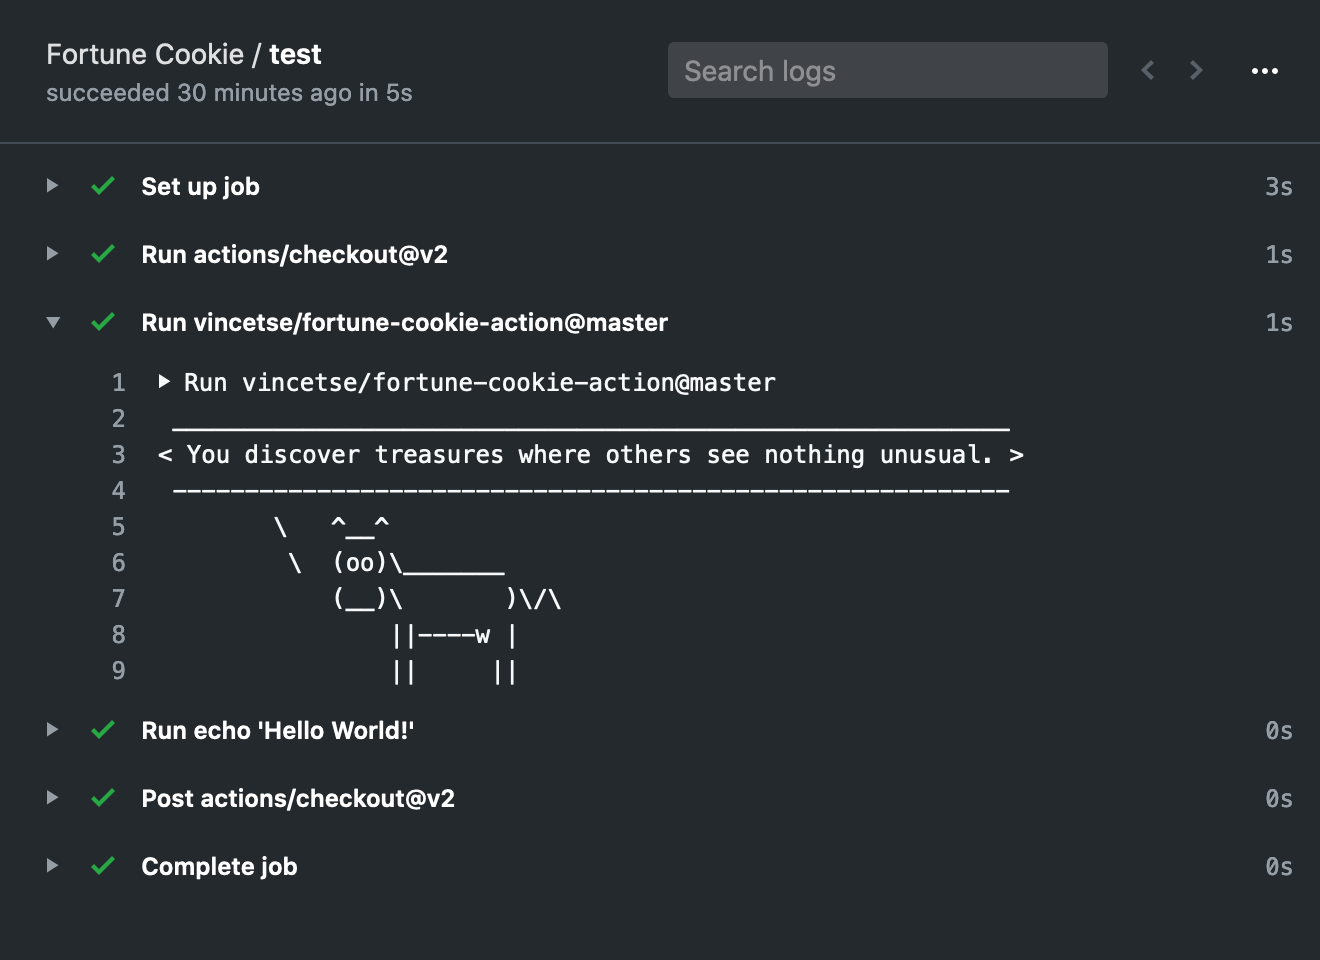 Fortune Cookie / test
Search logs
succeeded 30 minutes ago in 5s
Set up job 3s
Run actions/checkout@v2 1s
Run vincetse/fortune-cookie-action@master 1s
1 Run vincetse/fortune-cookie-action@master
2  __________________________________________________________
3 < You discover treasures where others see nothing unusual. >
4  ----------------------------------------------------------
5         \   ^__^
6          \  (oo)\_______
7             (__)\       )\/\
8                 ||----w |
9                 ||     ||
Run echo 'Hello World!' 0s
Post actions/checkout@v2 0s
Complete job 0s